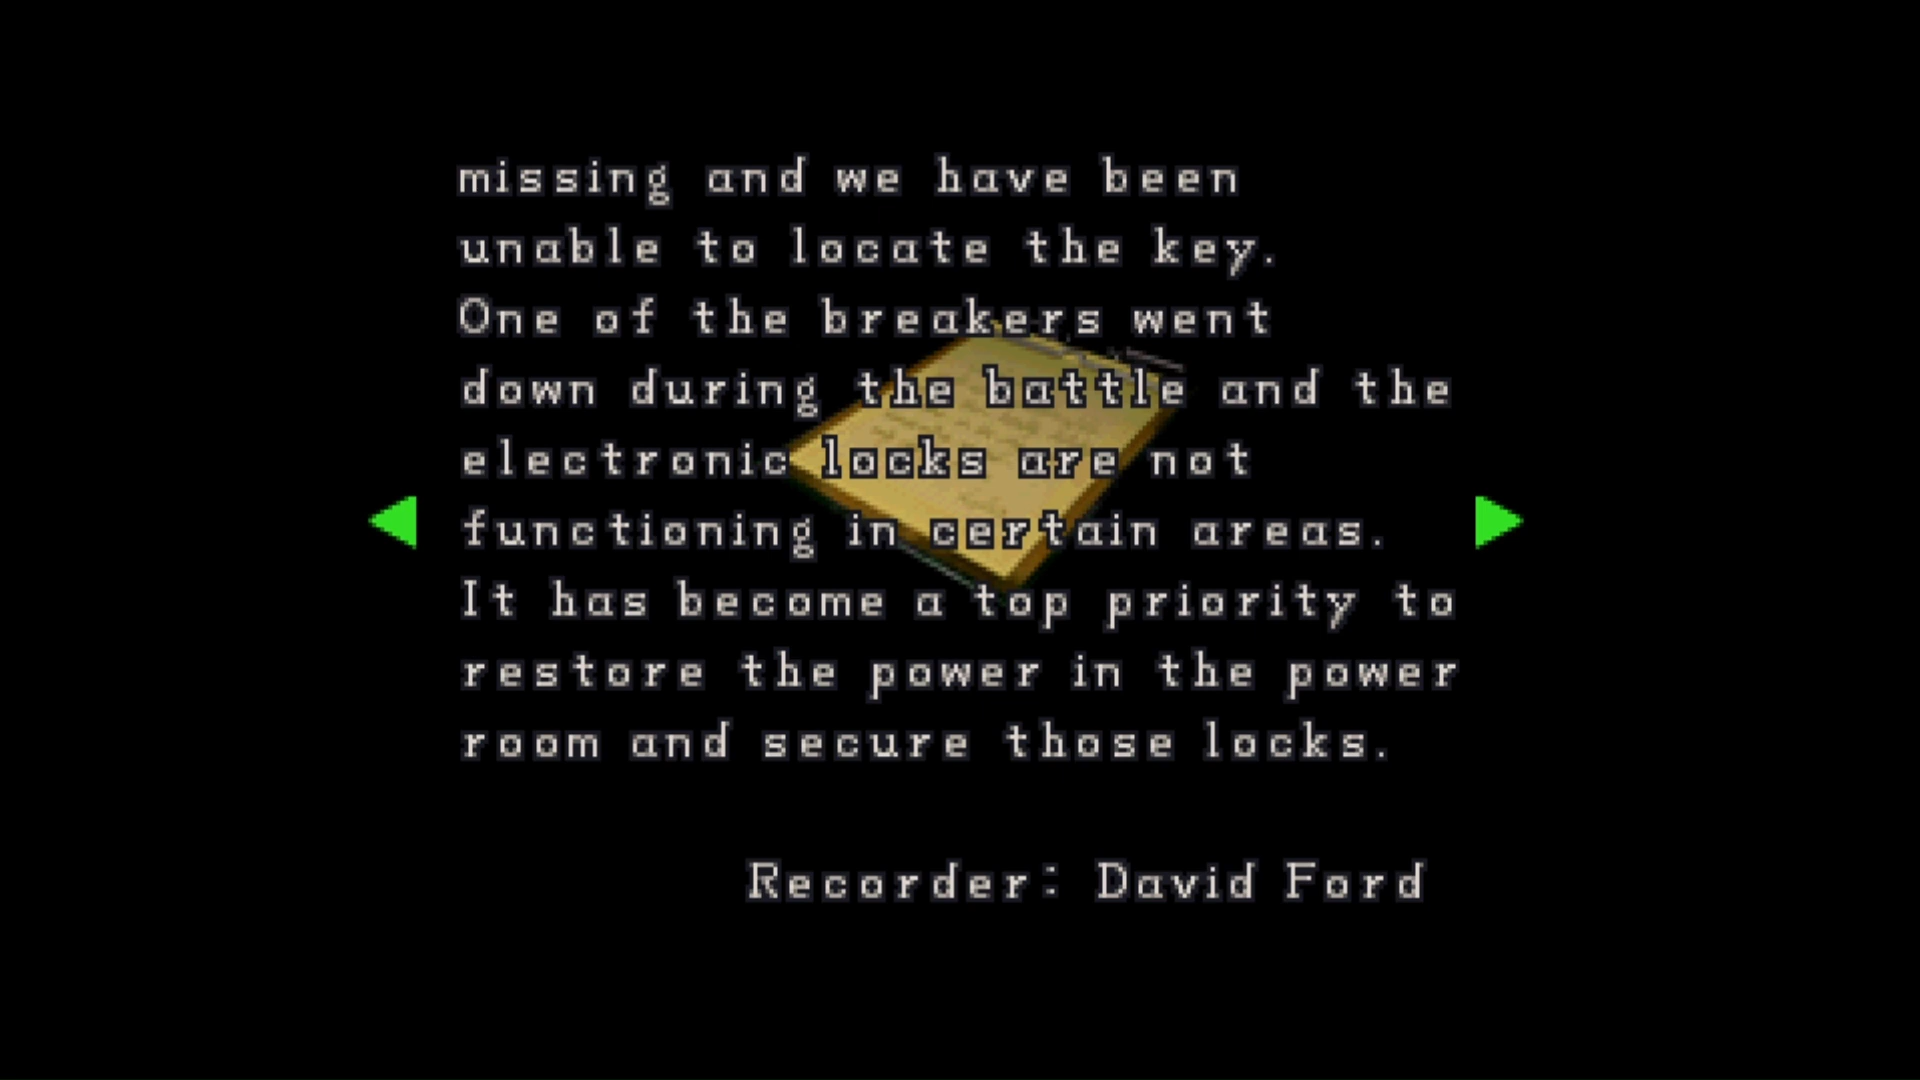 missing and we have been
unable to locate the key.
One of the breakers went
down during the battle and the
electronic locks are not
functioning in certain areas.
It has become a top priority to
restore the power in the power
room and secure those locks.
Recorder: David Ford